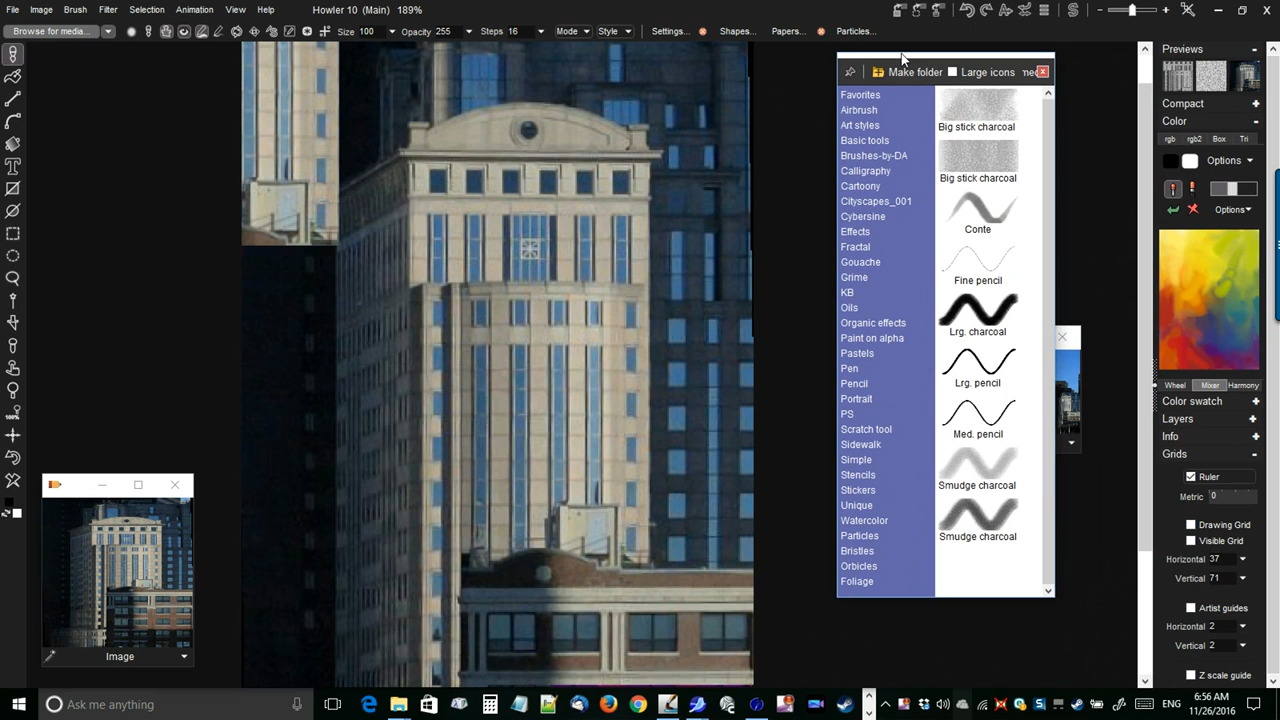 File Image Brush Filter Selection Animation View Help Howler 10 (Main) 189%
Browse for media... Size 100 Opacity 255 Steps 16 Mode Style Settings... Shapes... Papers... Particles...
Make folder Large icons
Favorites
Airbrush
Art styles
Basic tools
Brushes-by-DA
Calligraphy
Cartoony
Cityscapes_001
Cybersine
Effects
Fractal
Gouache
Grime
KB
Oils
Organic effects
Paint on alpha
Pastels
Pen
Pencil
Portrait
PS
Scratch tool
Sidewalk
Simple
Stencils
Stickers
Unique
Watercolor
Particles
Bristles
Orbicles
Foliage
Big stick charcoal
Big stick charcoal
Conte
Fine pencil
Lrg. charcoal
Lrg. pencil
Med. pencil
Smudge charcoal
Smudge charcoal
Previews
Compact
Color
rgb rgb2 Box Tri
Options
Options
Wheel Mixer Harmony
Color swatch
Layers
Info
Grids
Ruler
Metric 0
Drawing Grid
Visible Grid
Horizontal 37
Vertical 71
Artist guides
Horizontal 2
Vertical 2
Z scale guide
100%
Image
Ask me anything
ENG
6:56 AM
11/26/2016